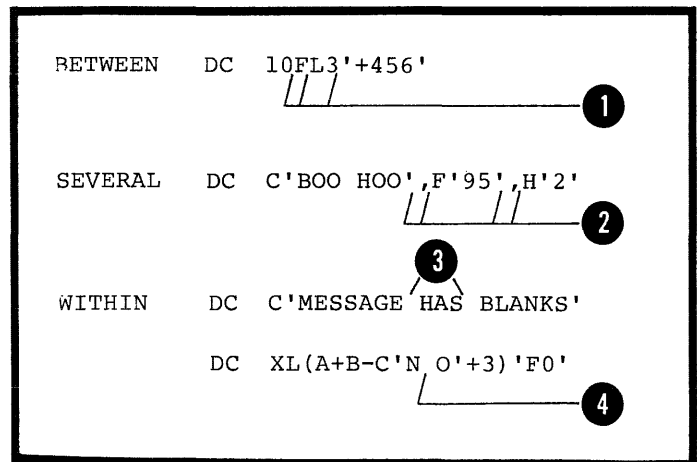 BETWEEN DC 10FL3'+456'
1
SEVERAL DC C'BOO HOO','F'95',H'2'
2
3
WITHIN DC C'MESSAGE HAS BLANKS'
DC XL(A+B-C'N O'+3)'F0'
4